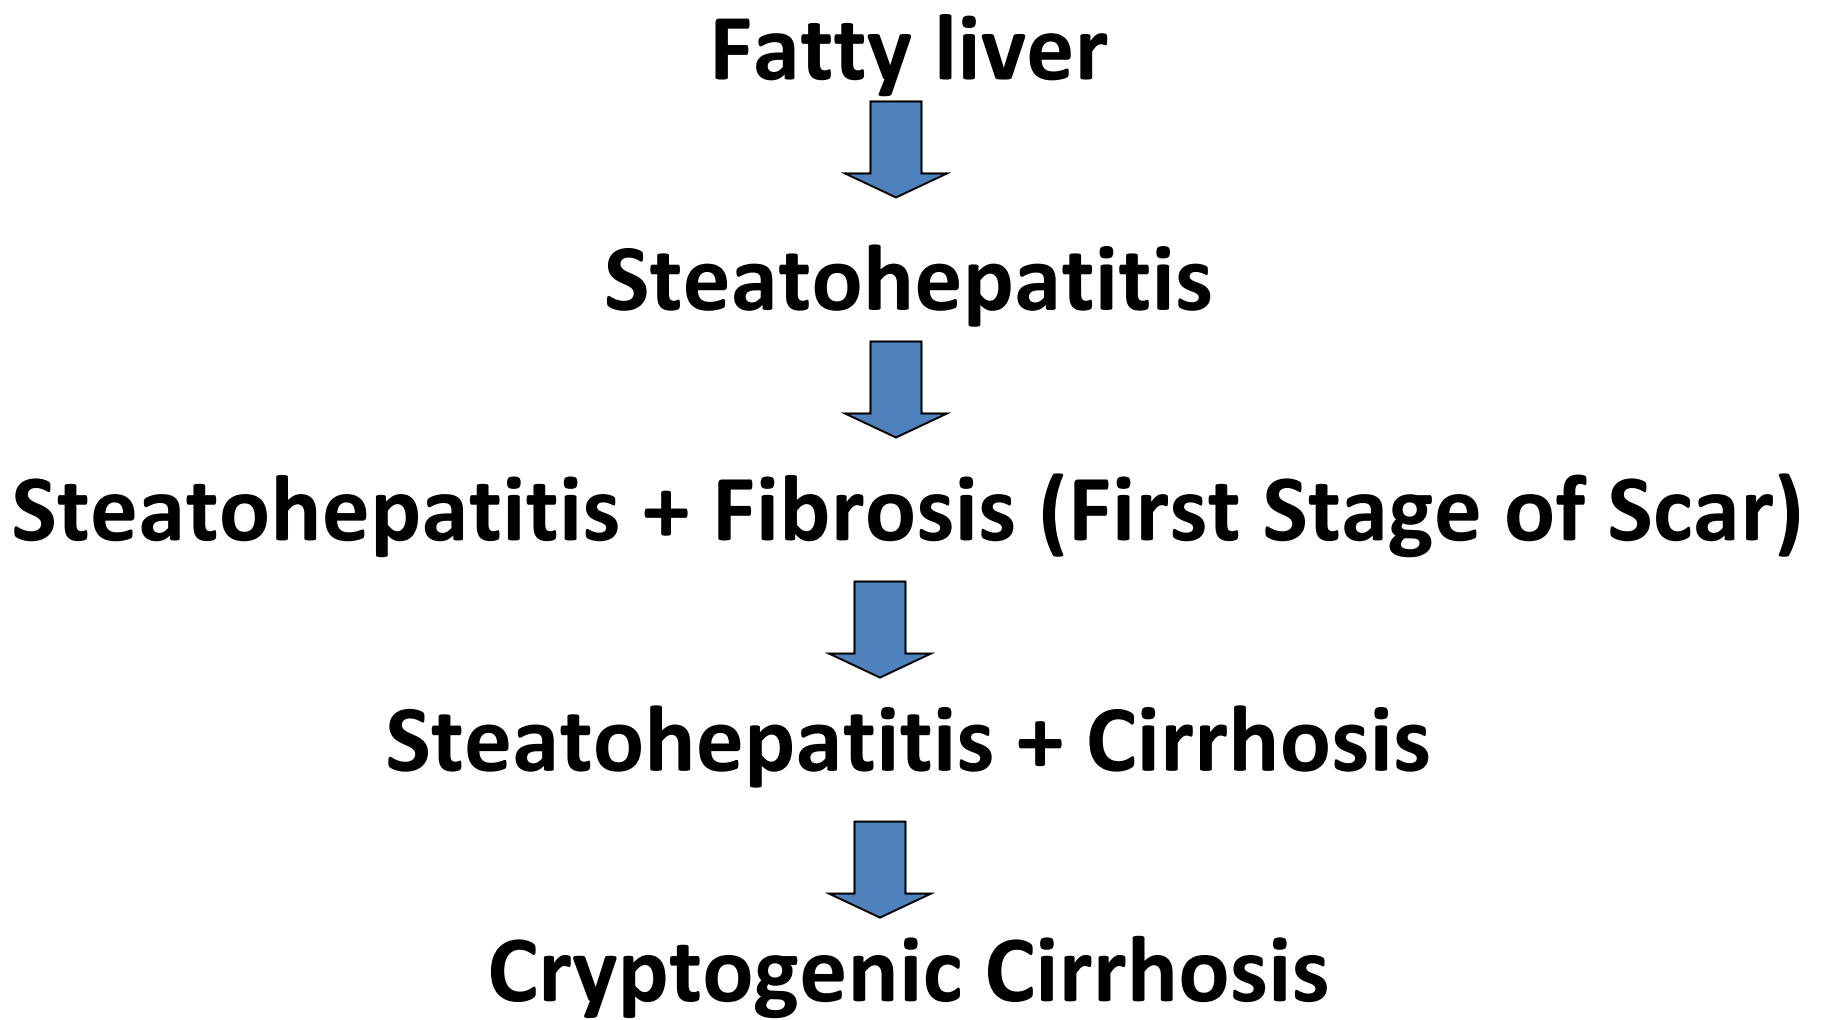 Fatty liver
Steatohepatitis
Steatohepatitis + Fibrosis (First Stage of Scar)
Steatohepatitis + Cirrhosis
Cryptogenic Cirrhosis